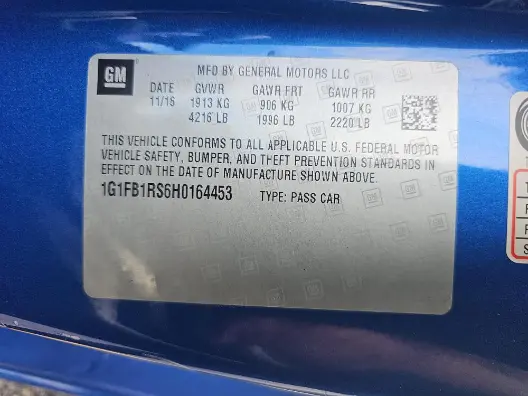 GM
MFD BY GENERAL MOTORS LLC
DATE GVWR GAWR FRT GAWR RR
11/16 1913 KG 906 KG 1007 KG
4216 LB 1996 LB 2220 LB
THIS VEHICLE CONFORMS TO ALL APPLICABLE U.S. FEDERAL MOTOR
VEHICLE SAFETY, BUMPER, AND THEFT PREVENTION STANDARDS IN
EFFECT ON THE DATE OF MANUFACTURE SHOWN ABOVE.
1G1FB1RS6H0164453 TYPE: PASS CAR